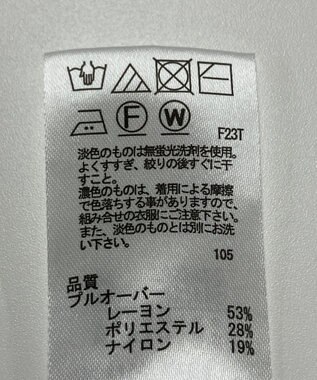 F W F23T
淡色のものは無蛍光洗剤を使用。
よくすすぎ、絞りの後すぐに干
すこと。
濃色のものは、着用による摩擦
で色落ちする事がありますので、
組み合せの衣服にご注意下さい。
また、淡色のものとは別にお洗
い下さい。
105
品質
プルオーバー
レーヨン 53%
ポリエステル 28%
ナイロン 19%